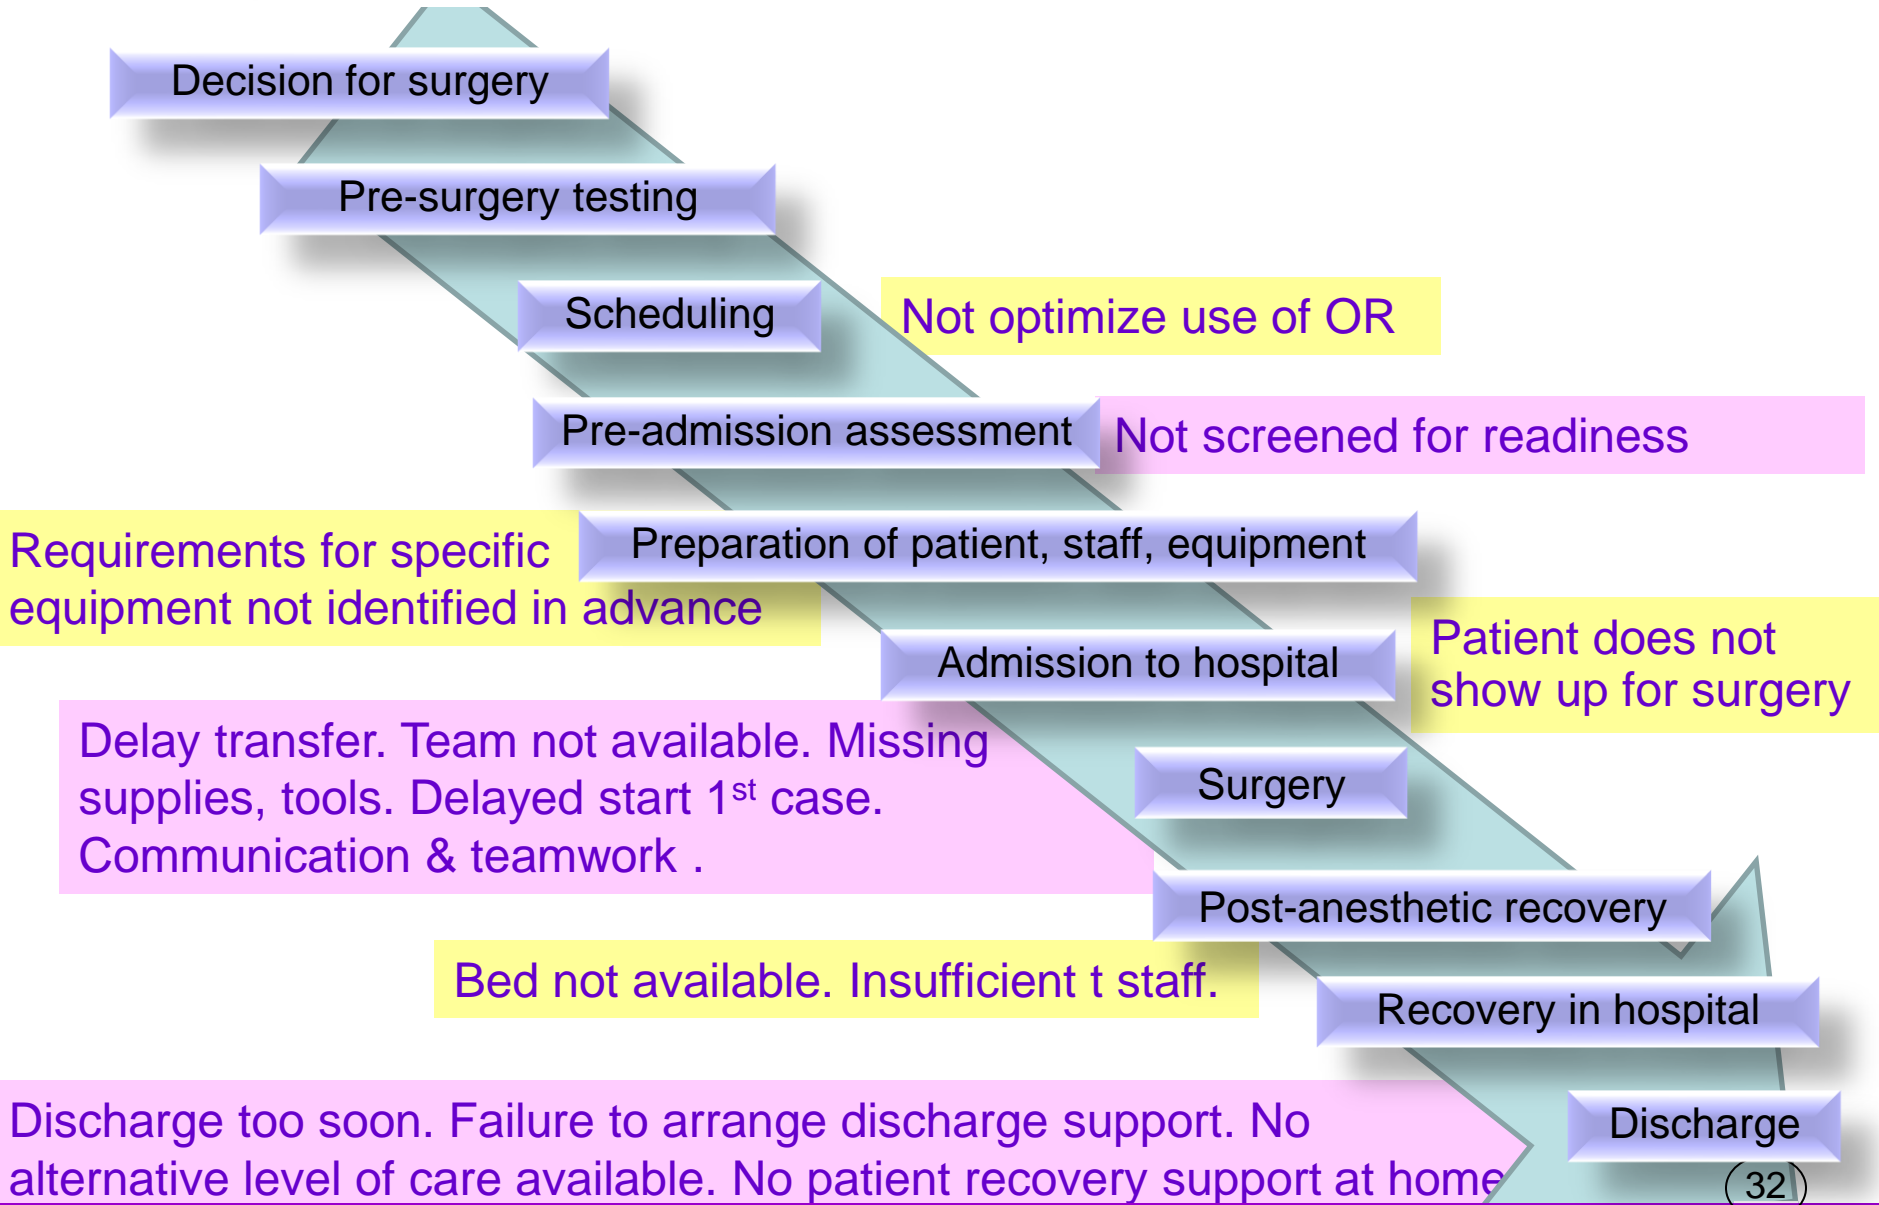 Decision for surgery
Pre-surgery testing
Scheduling
Not optimize use of OR
Pre-admission assessment
Not screened for readiness
Requirements for specific
equipment not identified in advance
Preparation of patient, staff, equipment
Admission to hospital
Patient does not
show up for surgery
Delay transfer. Team not available. Missing
supplies, tools. Delayed start 1st case.
Communication & teamwork .
Surgery
Post-anesthetic recovery
Bed not available. Insufficient t staff.
Recovery in hospital
Discharge too soon. Failure to arrange discharge support. No
alternative level of care available. No patient recovery support at home
Discharge
32